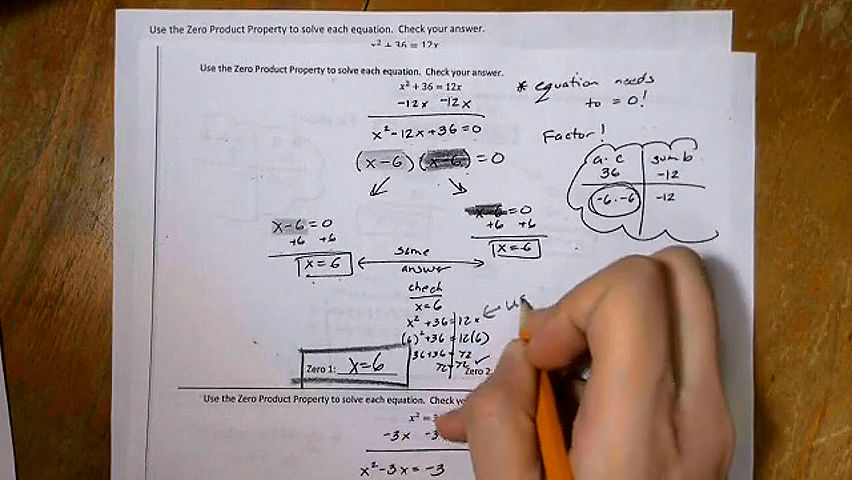 Use the Zero Product Property to solve each equation. Check your answer.
x² + 36 = 12x
Use the Zero Product Property to solve each equation. Check your answer.
x² + 36 = 12x
-12x -12x
x²-12x+36=0
(x-6)(x-6)=0
* equation needs
to = 0!
Factor!
a·c sum b
36 -12
-6·-6 -12
x-6=0
+6 +6
x=6
x-6=0
+6 +6
x=6
same
answer
check
x=6
x²+36=12x
(6)²+36=12(6)
36+36=72
72=72 ✓
Zero 1: x=6
Zero 2:
Use the Zero Product Property to solve each equation. Check
x² =
-3x
x²-3x=-3